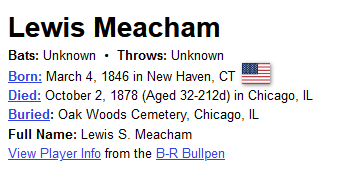 Lewis Meacham
Bats: Unknown • Throws: Unknown
Born: March 4, 1846 in New Haven, CT
Died: October 2, 1878 (Aged 32-212d) in Chicago, IL
Buried: Oak Woods Cemetery, Chicago, IL
Full Name: Lewis S. Meacham
View Player Info from the B-R Bullpen